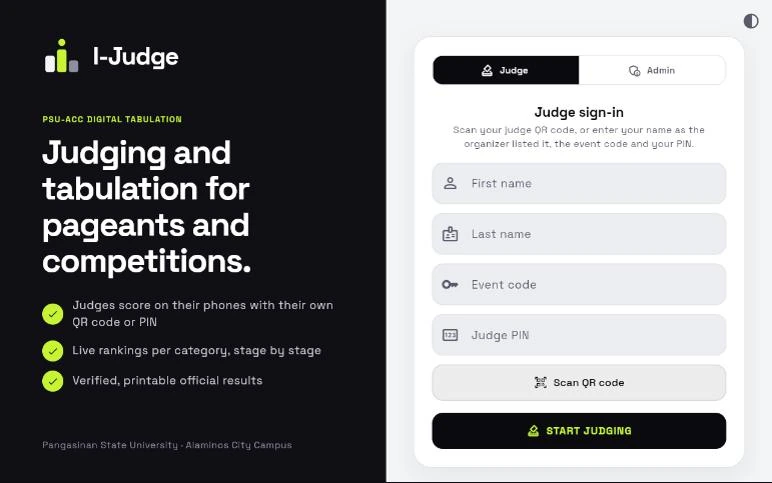 I-Judge
PSU-ACC DIGITAL TABULATION
Judging and
tabulation for
pageants and
competitions.
Judges score on their phones with their own
QR code or PIN
Live rankings per category, stage by stage
Verified, printable official results
Pangasinan State University · Alaminos City Campus
Judge
Admin
Judge sign-in
Scan your judge QR code, or enter your name as the
organizer listed it, the event code and your PIN.
First name
Last name
Event code
123
Judge PIN
Scan QR code
START JUDGING